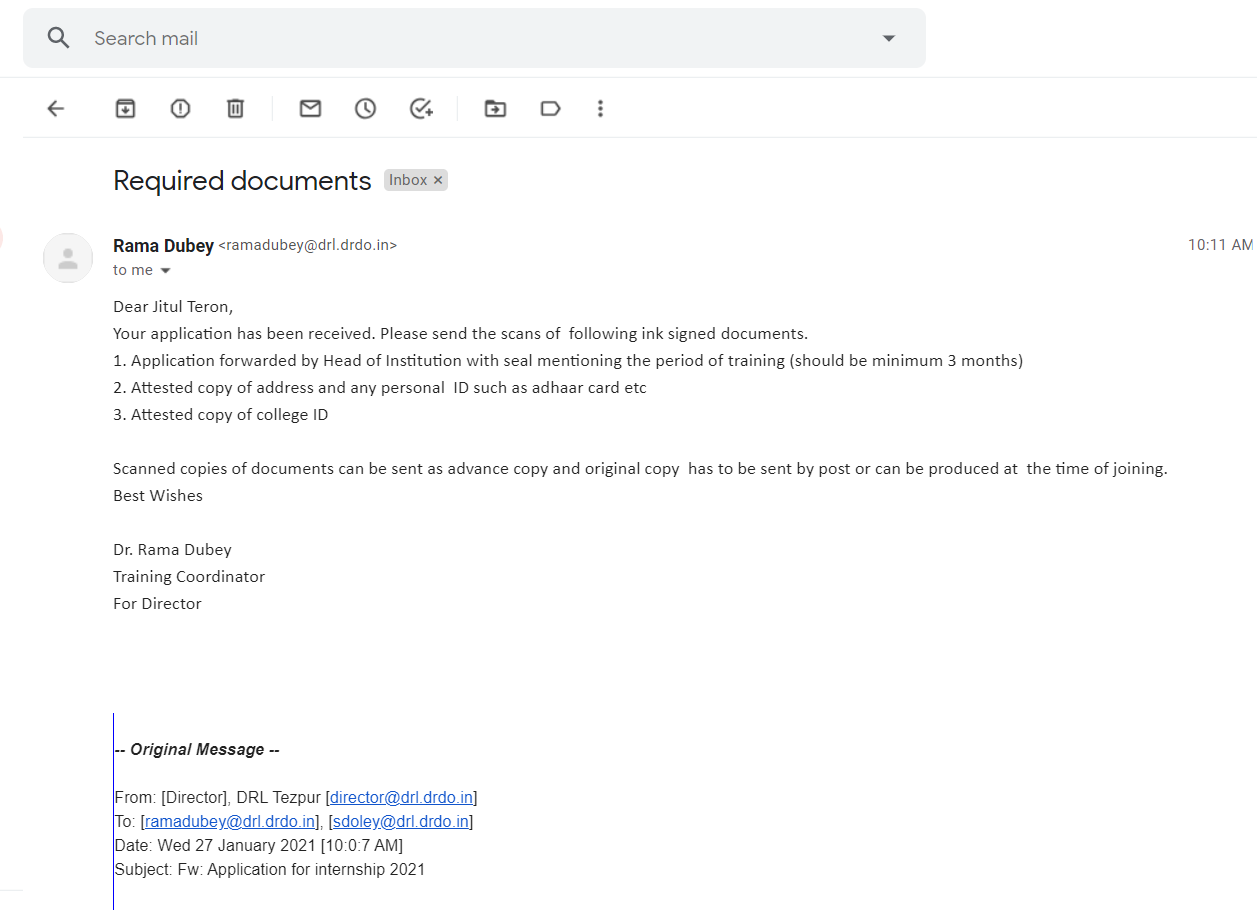 Search mail
Required documents Inbox ×
Rama Dubey <ramadubey@drl.drdo.in> 10:11 AM
to me
Dear Jitul Teron,
Your application has been received. Please send the scans of  following ink signed documents.
1. Application forwarded by Head of Institution with seal mentioning the period of training (should be minimum 3 months)
2. Attested copy of address and any personal  ID such as adhaar card etc
3. Attested copy of college ID
Scanned copies of documents can be sent as advance copy and original copy  has to be sent by post or can be produced at  the time of joining.
Best Wishes
Dr. Rama Dubey
Training Coordinator
For Director
-- Original Message --
From: [Director], DRL Tezpur [director@drl.drdo.in]
To: [ramadubey@drl.drdo.in], [sdoley@drl.drdo.in]
Date: Wed 27 January 2021 [10:0:7 AM]
Subject: Fw: Application for internship 2021